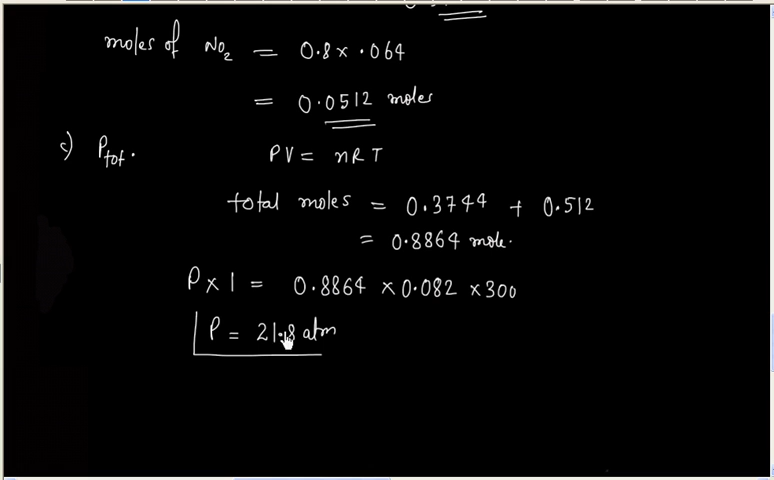 moles of NO2 = 0.8 x .064
= 0.0512 moles
c) Ptot. PV = nRT
total moles = 0.3744 + 0.512
= 0.8864 mole.
P x 1 = 0.8864 x 0.082 x 300
P = 21.8 atm